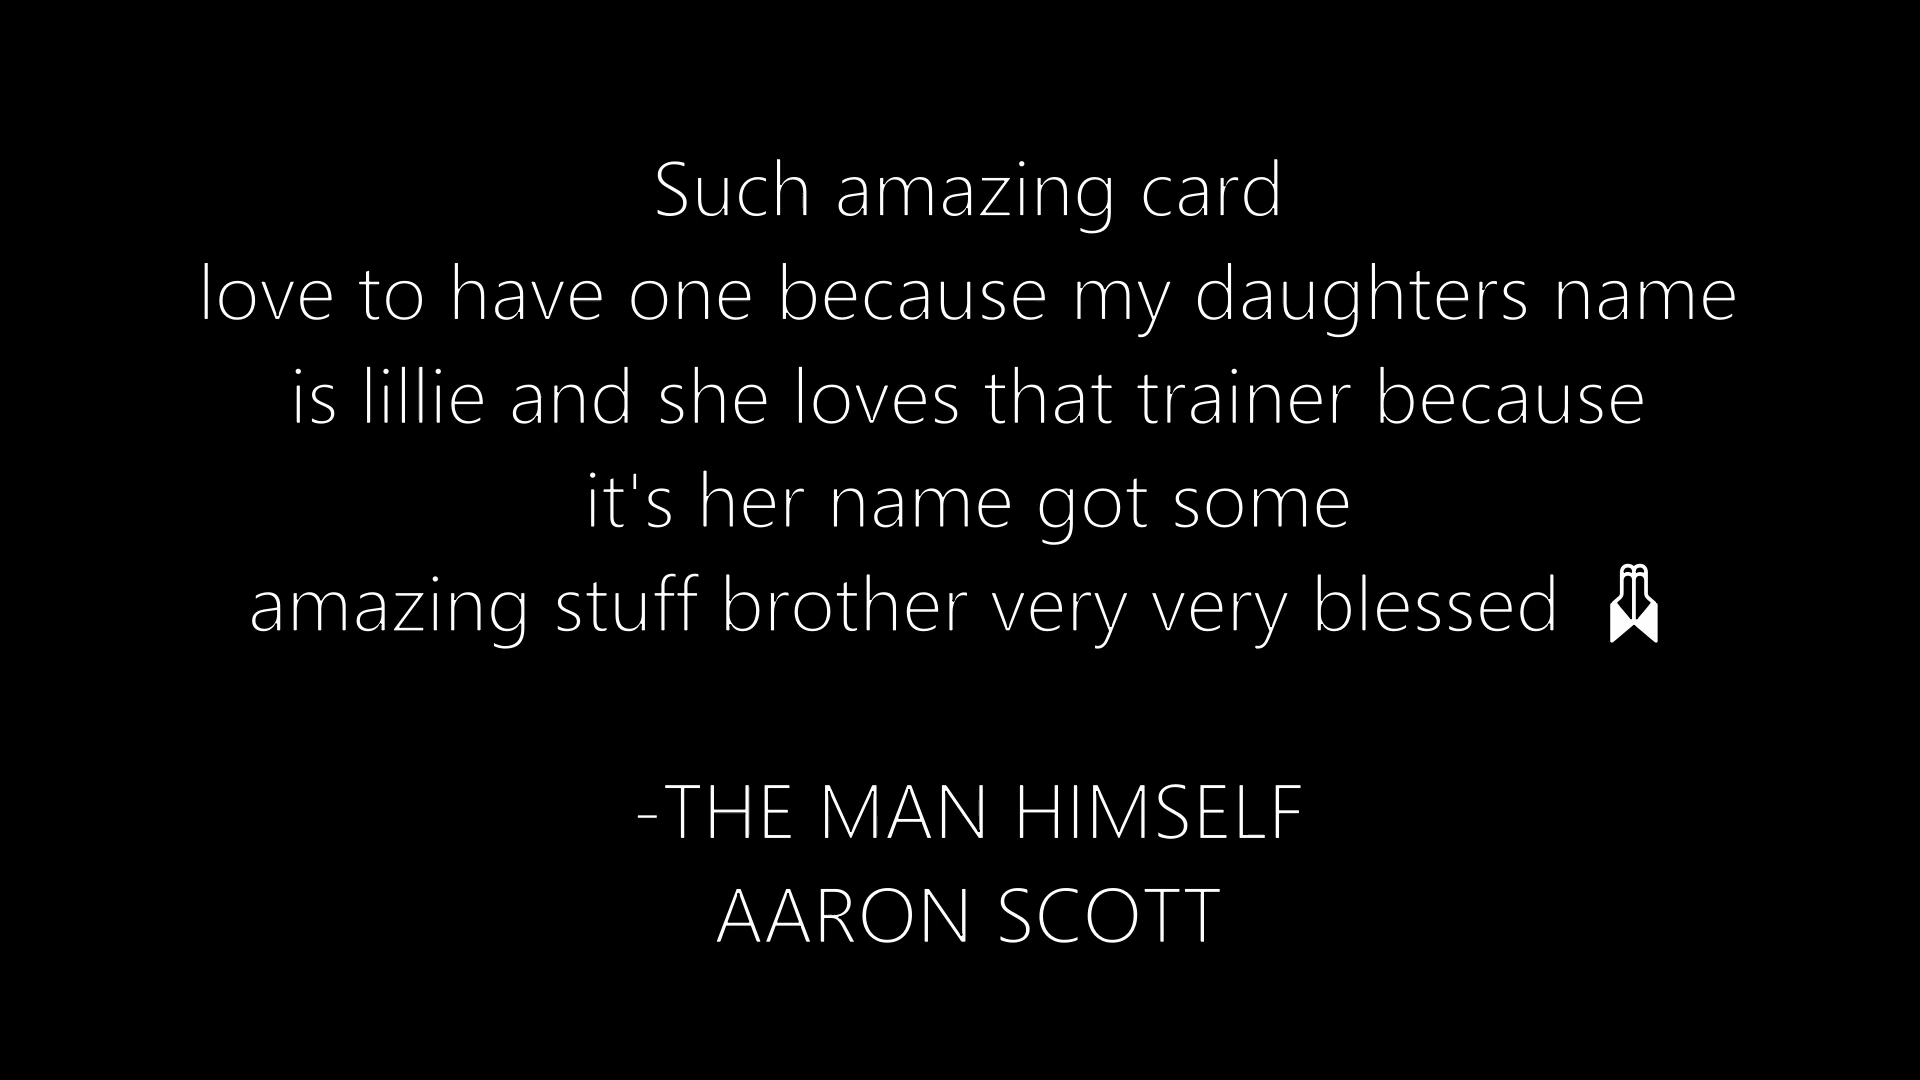 Such amazing card
love to have one because my daughters name
is lillie and she loves that trainer because
it's her name got some
amazing stuff brother very very blessed 🙏
-THE MAN HIMSELF
AARON SCOTT